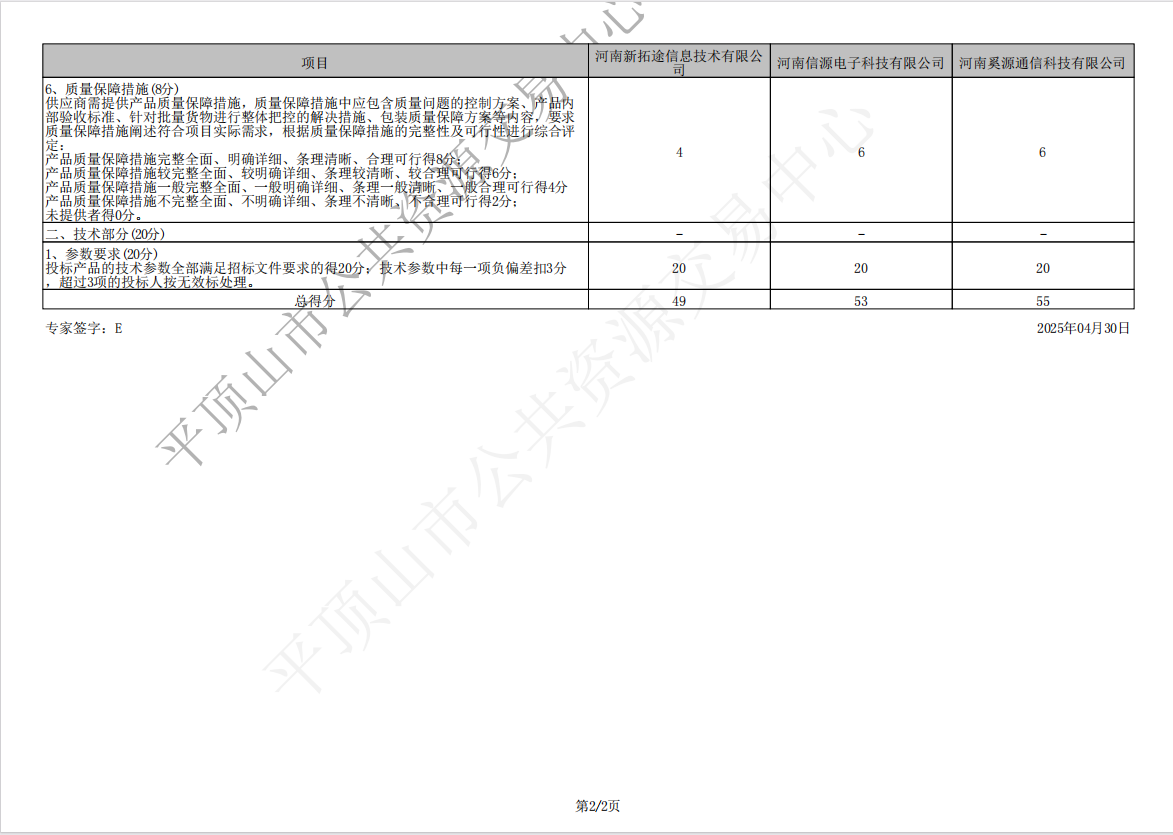 项目
河南新拓途信息技术有限公
司
河南信源电子科技有限公司
河南奚源通信科技有限公司
6、质量保障措施(8分)
供应商需提供产品质量保障措施，质量保障措施中应包含质量问题的控制方案、产品内
部验收标准、针对批量货物进行整体把控的解决措施、包装质量保障方案等内容，要求
质量保障措施阐述符合项目实际需求，根据质量保障措施的完整性及可行性进行综合评
定：
产品质量保障措施完整全面、明确详细、条理清晰、合理可行得8分；
产品质量保障措施较完整全面、较明确详细、条理较清晰、较合理可行得6分；
产品质量保障措施一般完整全面、一般明确详细、条理一般清晰、一般合理可行得4分
产品质量保障措施不完整全面、不明确详细、条理不清晰、不合理可行得2分；
未提供者得0分。
4
6
6
二、技术部分(20分)
－
－
－
1、参数要求(20分)
投标产品的技术参数全部满足招标文件要求的得20分；技术参数中每一项负偏差扣3分
，超过3项的投标人按无效标处理。
20
20
20
总得分
49
53
55
专家签字：E
2025年04月30日
平顶山市公共资源交易中心
平顶山市公共资源交易中心
第2/2页